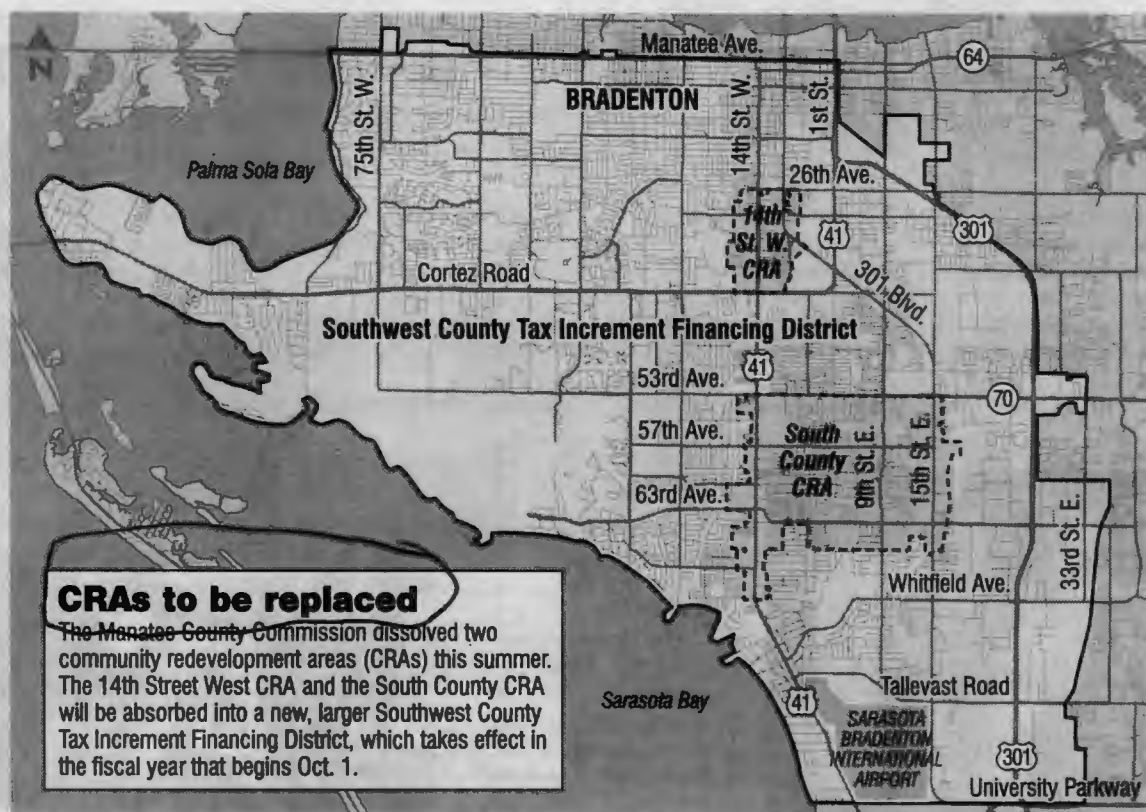 N
Manatee Ave.
64
BRADENTON
75th St. W.
14th St. W.
1st St.
Palma Sola Bay
26th Ave.
14th
St. W.
CRA
41
301
Cortez Road
301 Blvd.
Southwest County Tax Increment Financing District
41
53rd Ave.
70
57th Ave.
South
County
CRA
9th St. E.
15th St. E.
63rd Ave.
33rd St. E.
Whitfield Ave.
CRAs to be replaced
The Manatee County Commission dissolved two
community redevelopment areas (CRAs) this summer.
The 14th Street West CRA and the South County CRA
will be absorbed into a new, larger Southwest County
Tax Increment Financing District, which takes effect in
the fiscal year that begins Oct. 1.
Sarasota Bay
Tallevast Road
41
SARASOTA
BRADENTON
INTERNATIONAL
AIRPORT
301
University Parkway